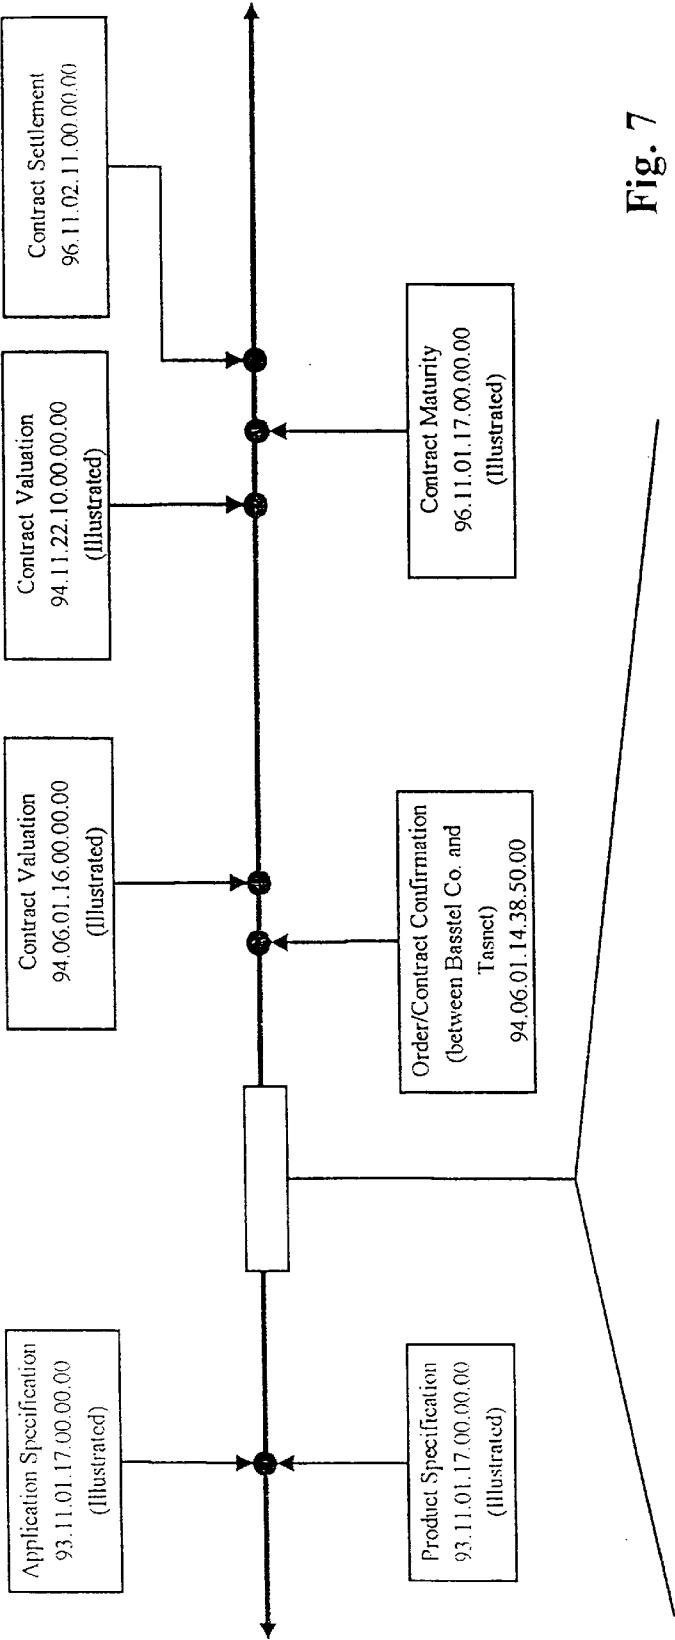 Application Specification
93.11.01.17.00.00.00
(Illustrated)
Contract Valuation
94.06.01.16.00.00.00
(Illustrated)
Contract Valuation
94.11.22.10.00.00.00
(Illustrated)
Contract Settlement
96.11.02.11.00.00.00
Product Specification
93.11.01.17.00.00.00
(Illustrated)
Order/Contract Confirmation
(between Basstel Co. and
Tasnet)
94.06.01.14.38.50.00
Contract Maturity
96.11.01.17.00.00.00
(Illustrated)
Fig. 7